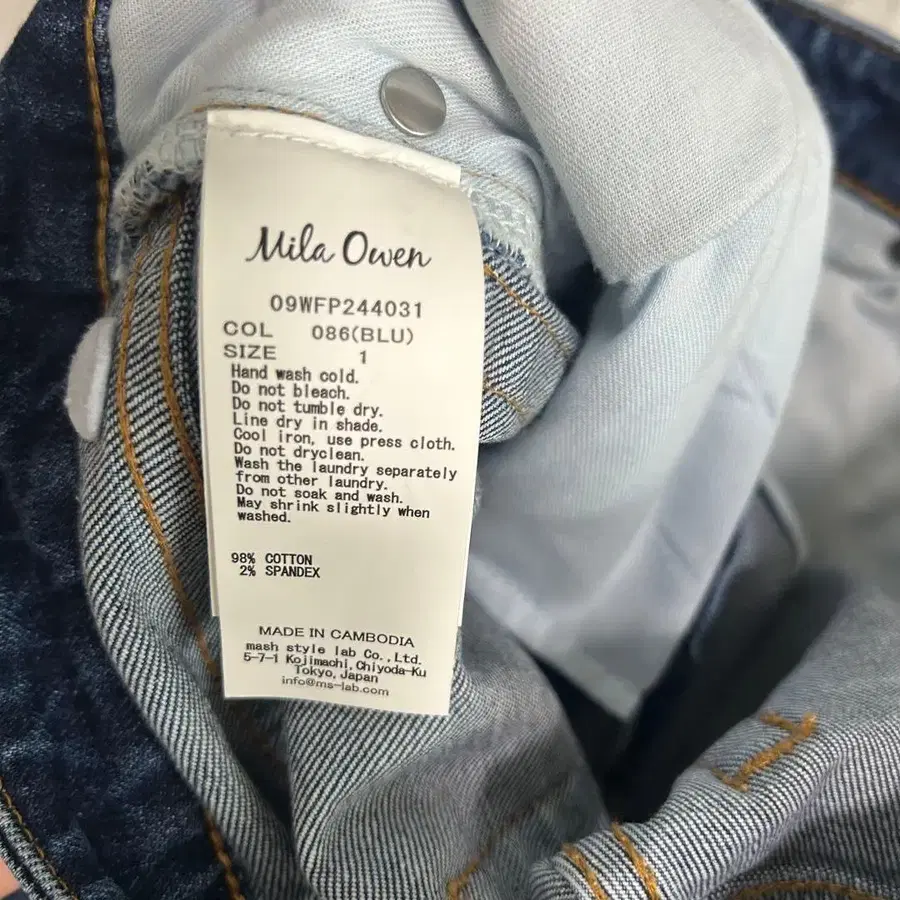 Mila Owen
09WFP244031
COL 086(BLU)
SIZE 1
Hand wash cold.
Do not bleach.
Do not tumble dry.
Line dry in shade.
Cool iron, use press cloth.
Do not dryclean.
Wash the laundry separately
from other laundry.
Do not soak and wash.
May shrink slightly when
washed.
98% COTTON
2% SPANDEX
MADE IN CAMBODIA
mash style lab Co.,Ltd.
5-7-1 Kojimachi,Chiyoda-Ku
Tokyo,Japan
info@ms-lab.com